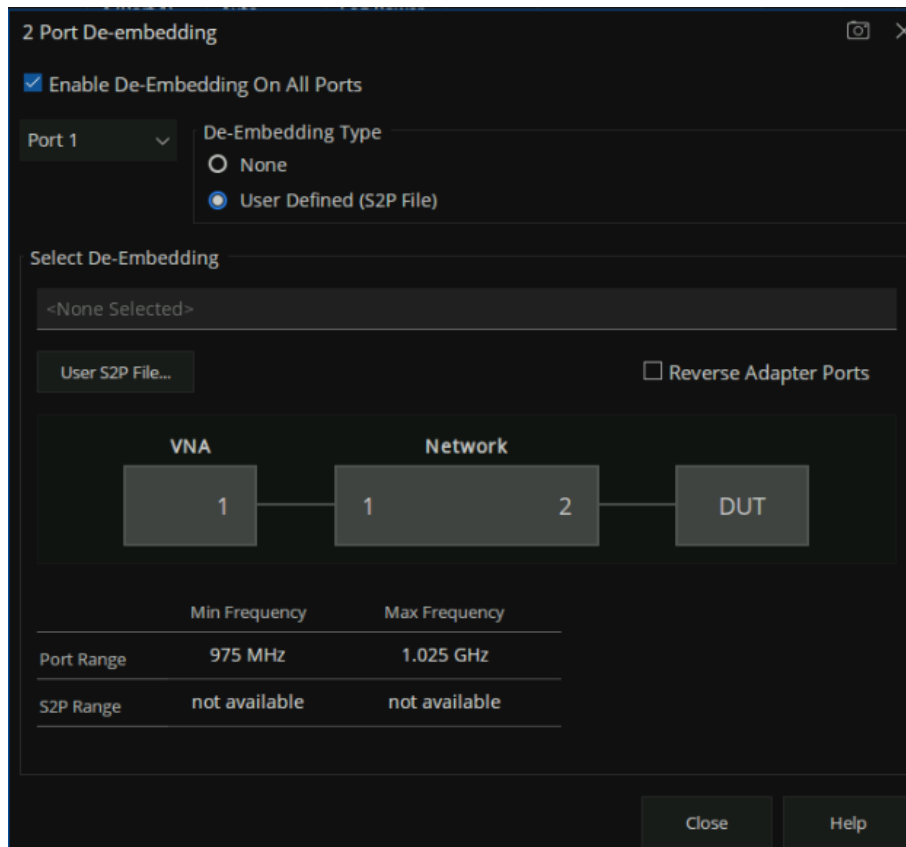 2 Port De-embedding
Enable De-Embedding On All Ports
Port 1
De-Embedding Type
None
User Defined (S2P File)
Select De-Embedding
<None Selected>
User S2P File...
Reverse Adapter Ports
VNA Network
1 1 2 DUT
Min Frequency Max Frequency
Port Range 975 MHz 1.025 GHz
S2P Range not available not available
Close Help